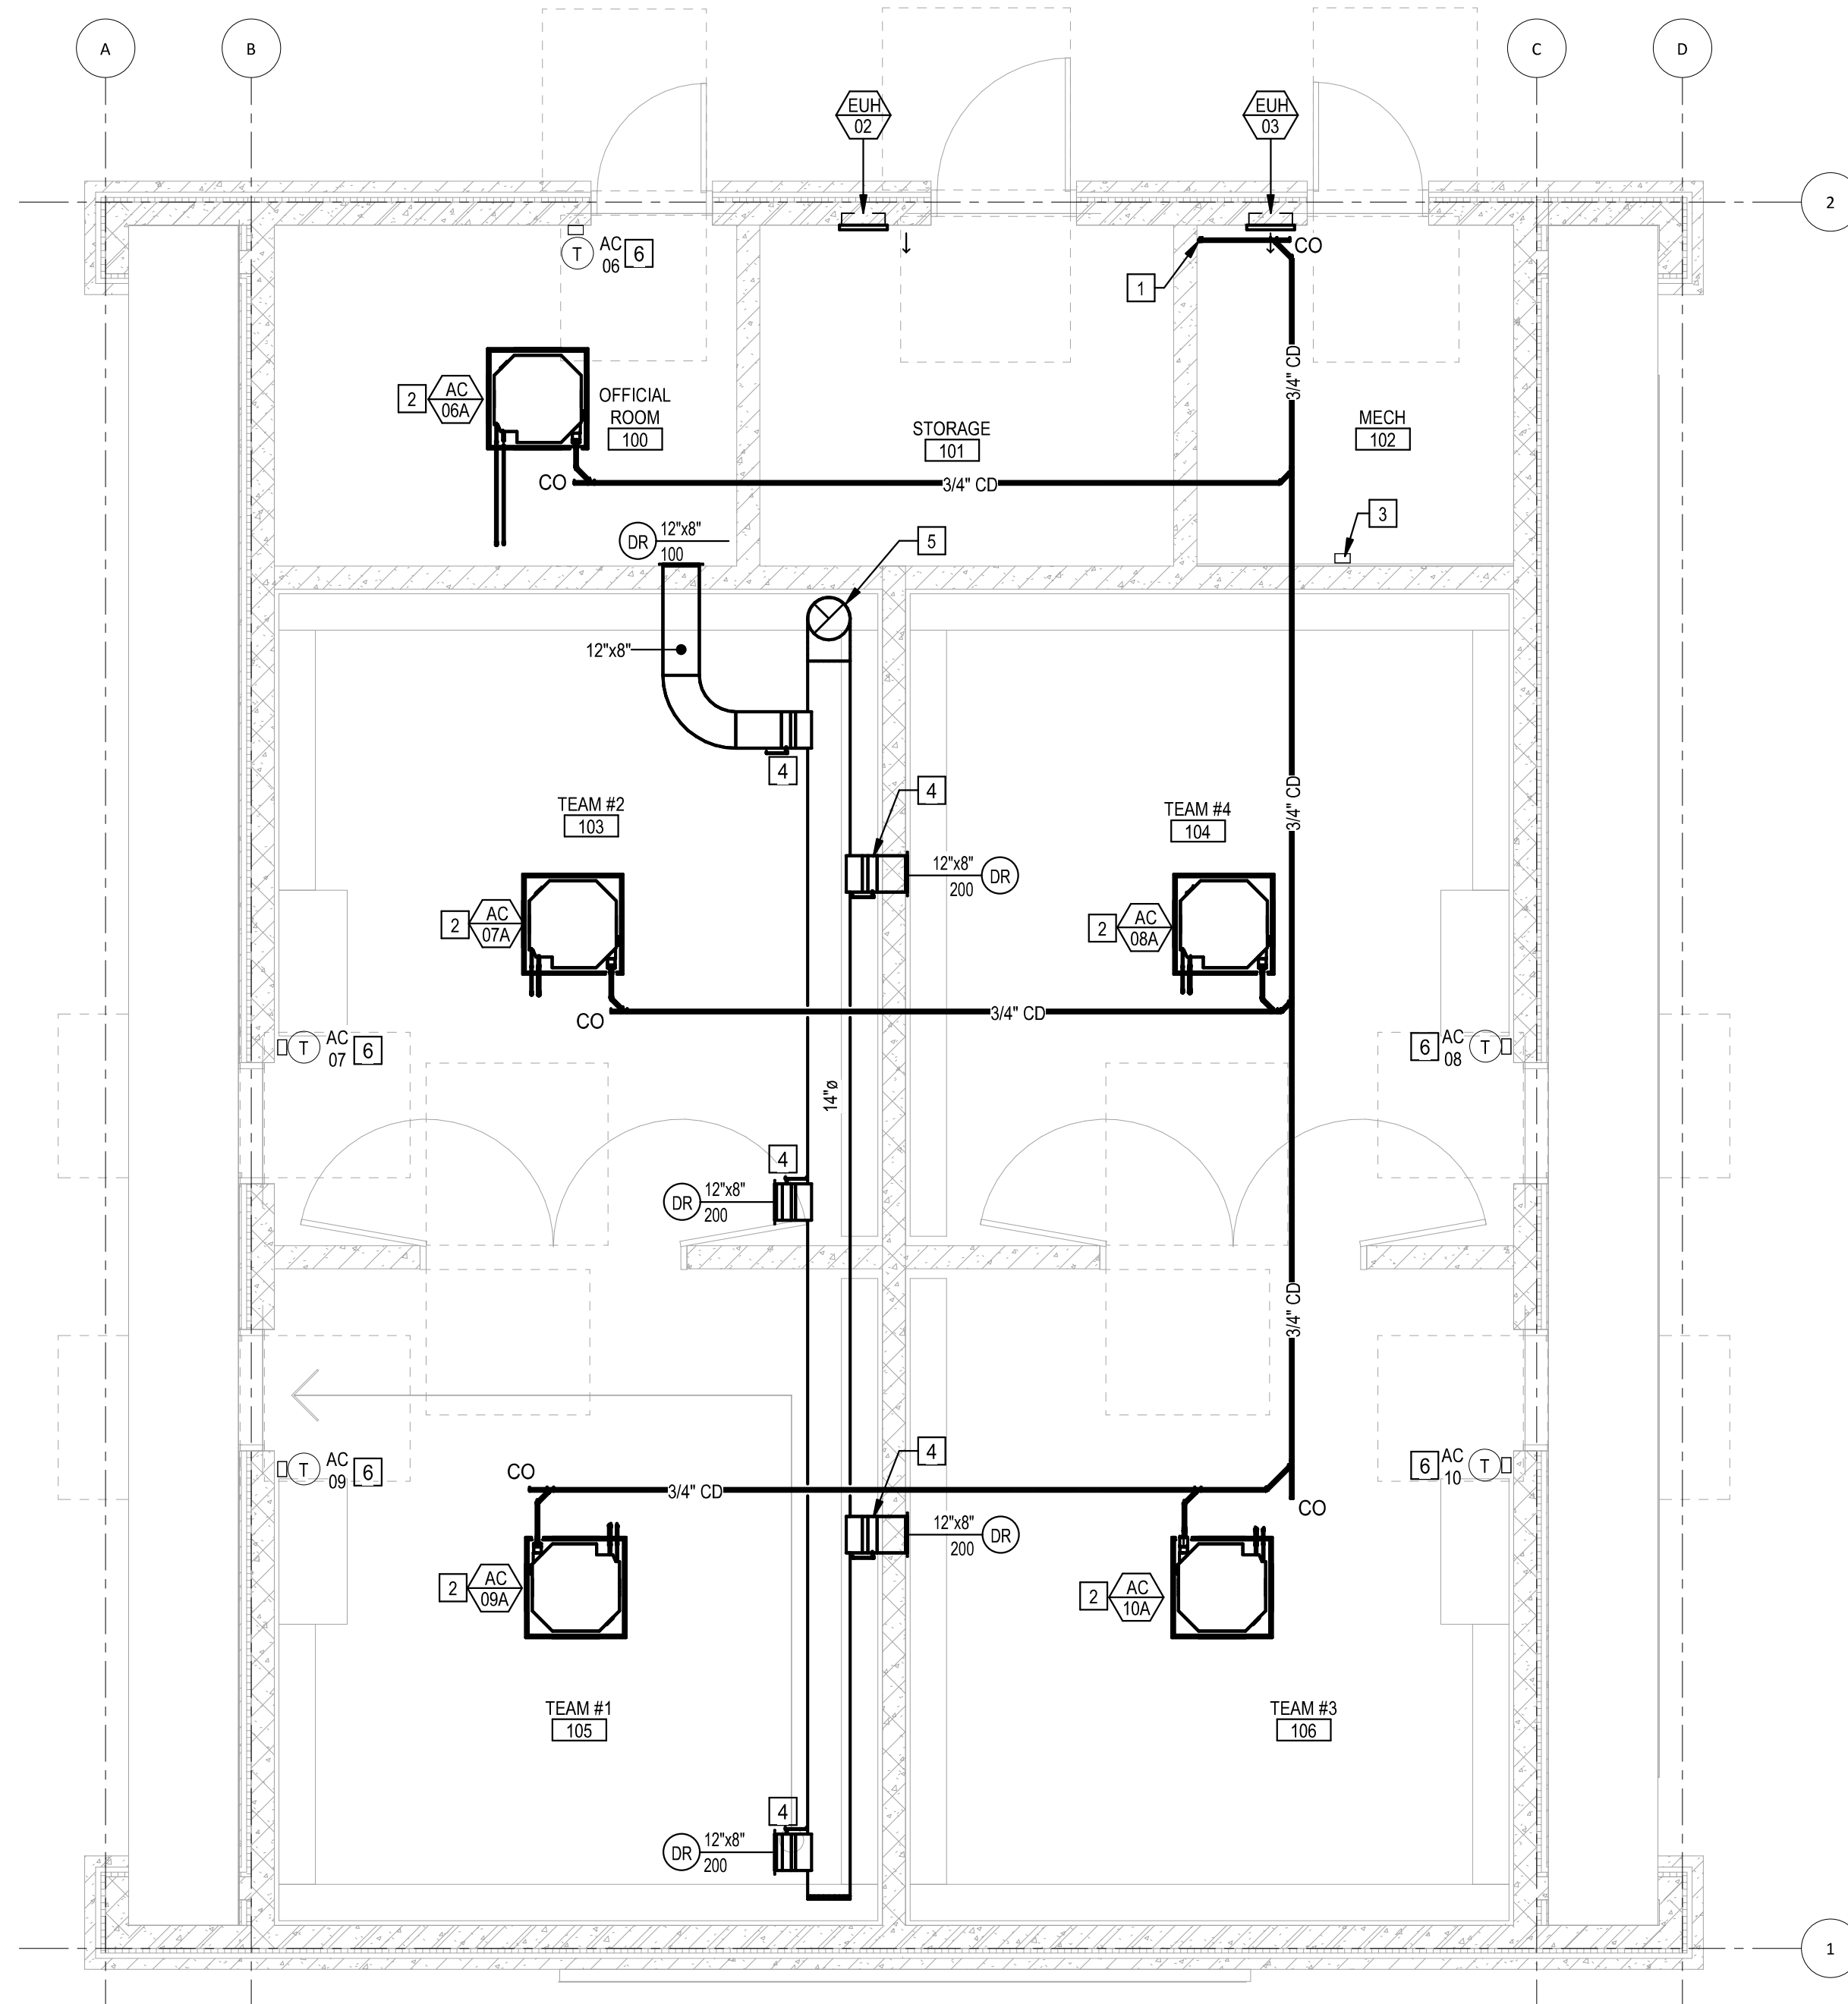 A
B
C
D
EUH
02
EUH
03
2
T
AC
06
6
CO
1
3/4" CD
2
AC
06A
OFFICIAL
ROOM
100
STORAGE
101
MECH
102
CO
3/4" CD
DR
12"x8"
100
5
3
12"x8"
4
3/4" CD
4
TEAM #2
103
TEAM #4
104
12"x8"
200
DR
2
AC
07A
2
AC
08A
CO
3/4" CD
T
AC
07
6
6
AC
08
T
14"ø
4
DR
12"x8"
200
3/4" CD
4
T
AC
09
6
6
AC
10
T
CO
3/4" CD
CO
12"x8"
200
DR
2
AC
09A
2
AC
10A
TEAM #1
105
TEAM #3
106
4
DR
12"x8"
200
1